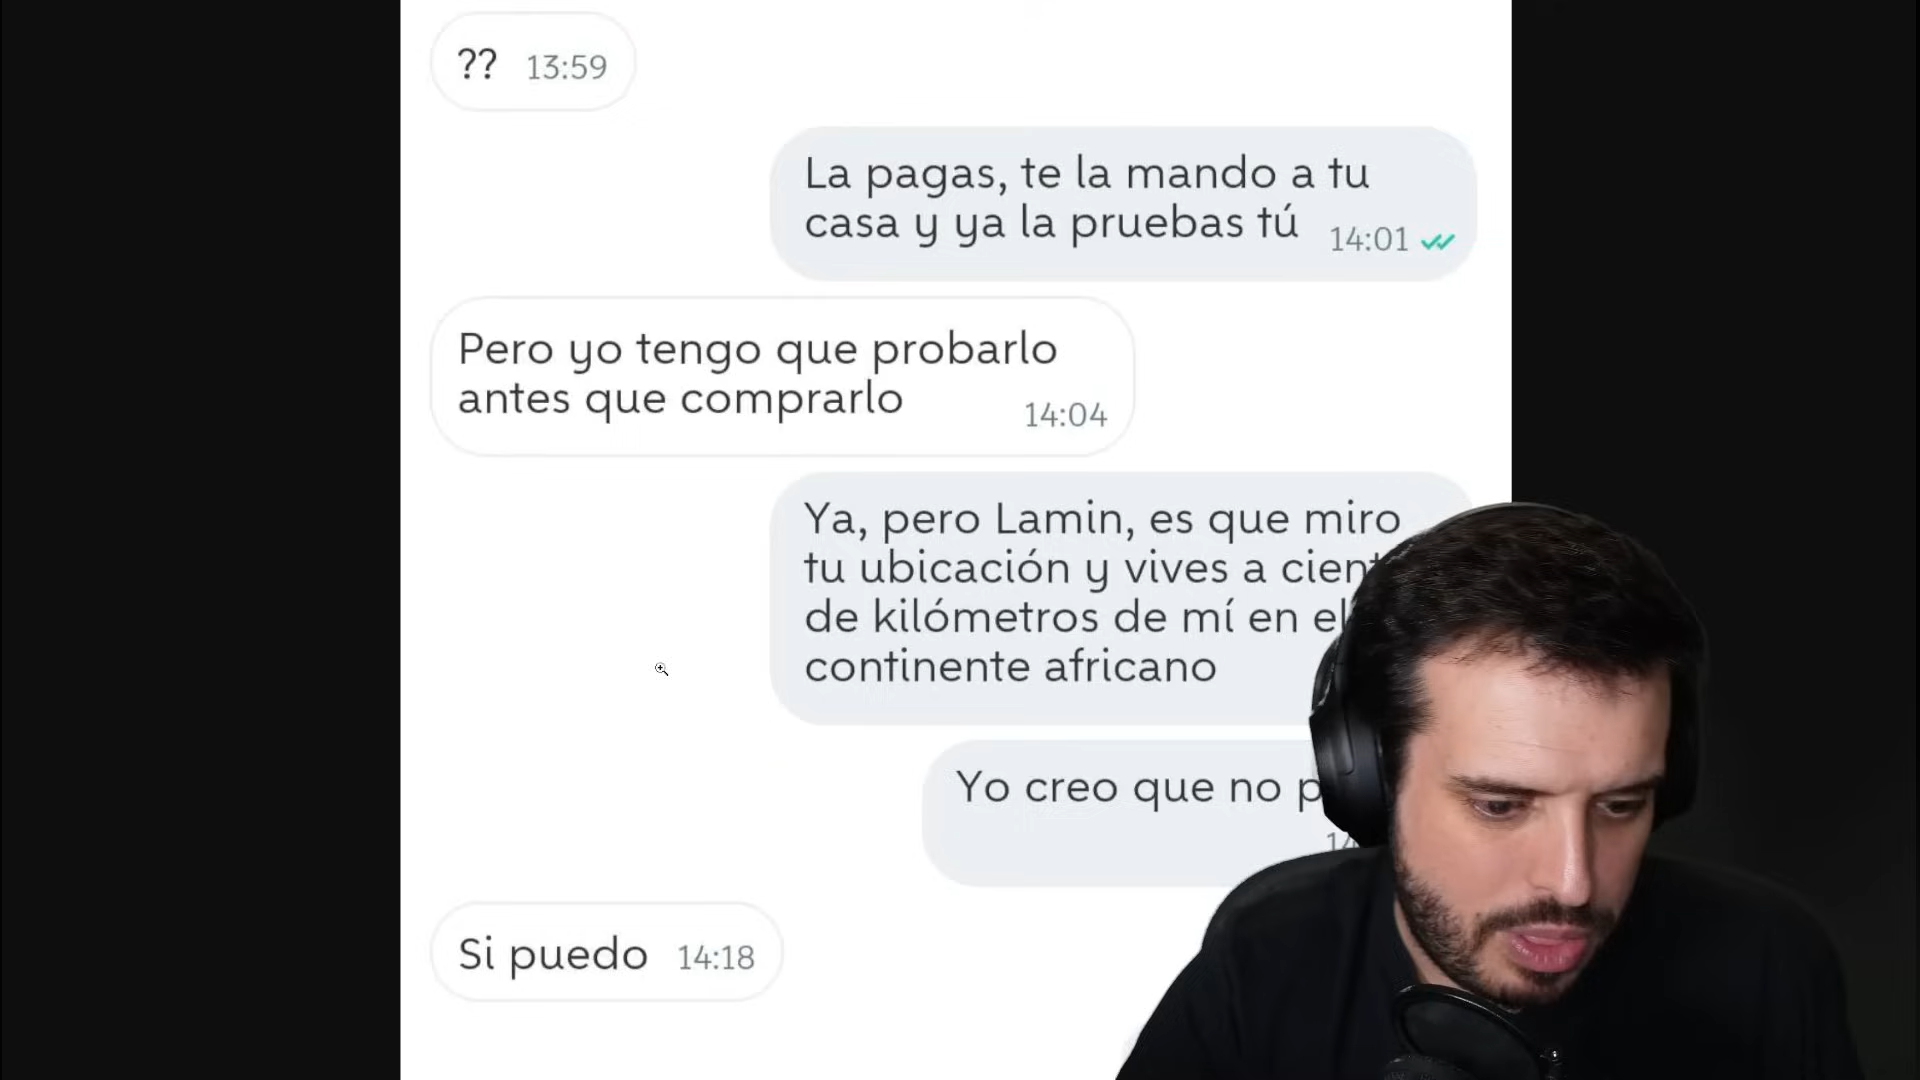 ?? 13:59
La pagas, te la mando a tu
casa y ya la pruebas tú 14:01
Pero yo tengo que probarlo
antes que comprarlo 14:04
Ya, pero Lamin, es que miro
tu ubicación y vives a
de kilómetros de mí en el
continente africano
Yo creo que no
Si puedo 14:18